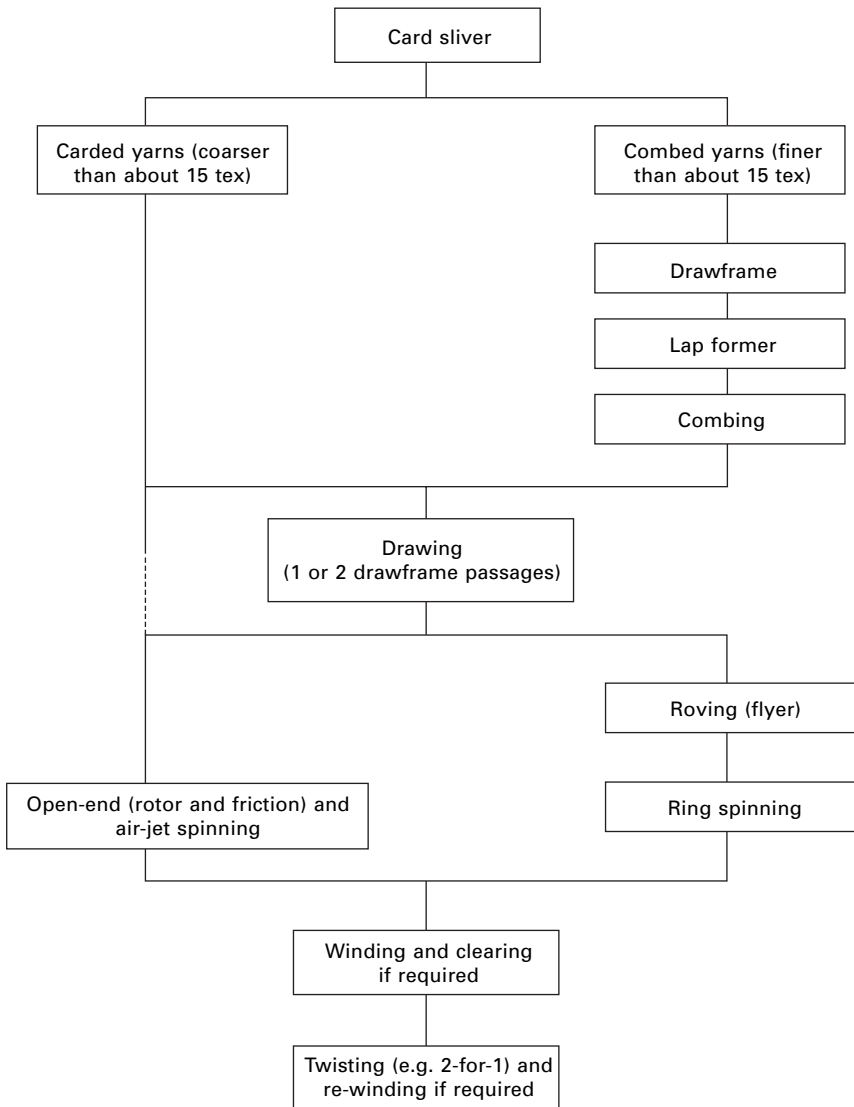 Card sliver
Carded yarns (coarser
than about 15 tex)
Combed yarns (finer
than about 15 tex)
Drawframe
Lap former
Combing
Drawing
(1 or 2 drawframe passages)
Roving (flyer)
Open-end (rotor and friction) and
air-jet spinning
Ring spinning
Winding and clearing
if required
Twisting (e.g. 2-for-1) and
re-winding if required